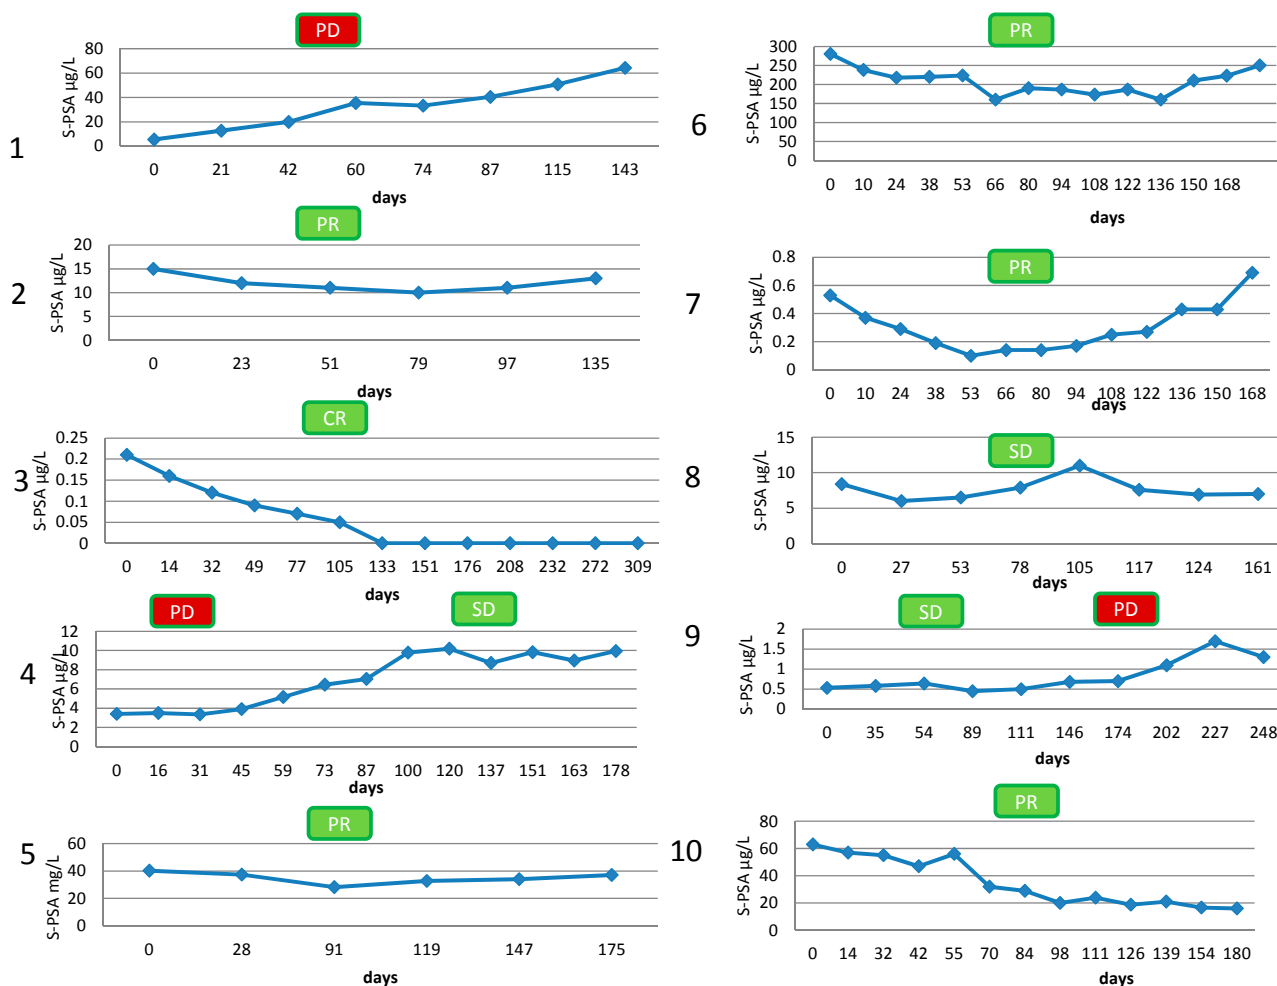 1
PD
S-PSA µg/L
80
60
40
20
0
0 21 42 60 74 87 115 143
days
2
PR
S-PSA µg/L
20
15
10
5
0
0 23 51 79 97 135
days
3
CR
S-PSA µg/L
0.25
0.2
0.15
0.1
0.05
0
0 14 32 49 77 105 133 151 176 208 232 272 309
days
4
PD SD
S-PSA µg/L
12
10
8
6
4
2
0
0 16 31 45 59 73 87 100 120 137 151 163 178
days
5
PR
S-PSA mg/L
60
40
20
0
0 28 91 119 147 175
days
6
PR
S-PSA µg/L
300
250
200
150
100
50
0
0 10 24 38 53 66 80 94 108 122 136 150 168
days
7
PR
S-PSA µg/L
0.8
0.6
0.4
0.2
0
0 10 24 38 53 66 80 94 108 122 136 150 168
days
8
SD
S-PSA µg/L
15
10
5
0
0 27 53 78 105 117 124 161
days
9
SD PD
S-PSA µg/L
2
1.5
1
0.5
0
0 35 54 89 111 146 174 202 227 248
days
10
PR
S-PSA µg/L
80
60
40
20
0
0 14 32 42 55 70 84 98 111 126 139 154 180
days